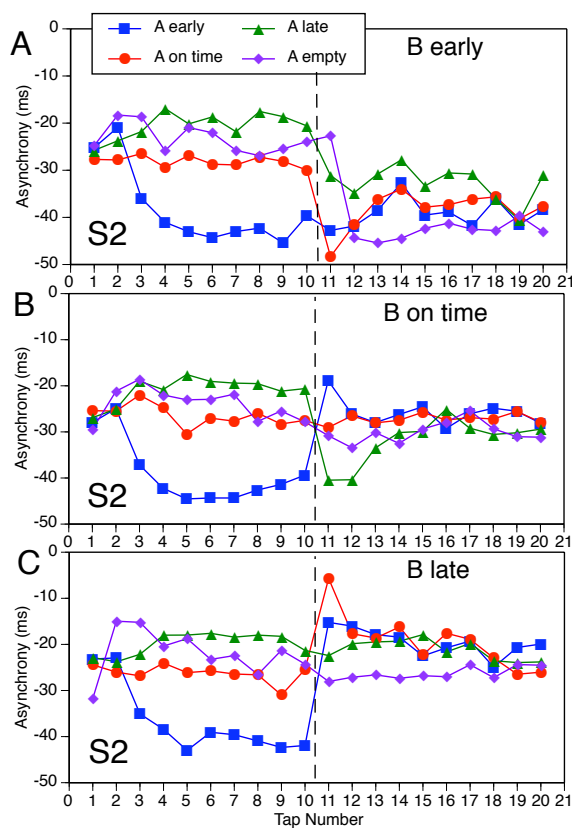 A early A late
A on time A empty
A
B early
0
-10
-20
-30
-40
-50
Asynchrony (ms)
S2
0 1 2 3 4 5 6 7 8 9 10 11 12 13 14 15 16 17 18 19 20 21
B
B on time
0
-10
-20
-30
-40
-50
Asynchrony (ms)
S2
0 1 2 3 4 5 6 7 8 9 10 11 12 13 14 15 16 17 18 19 20 21
C
B late
0
-10
-20
-30
-40
-50
Asynchrony (ms)
S2
0 1 2 3 4 5 6 7 8 9 10 11 12 13 14 15 16 17 18 19 20 21
Tap Number